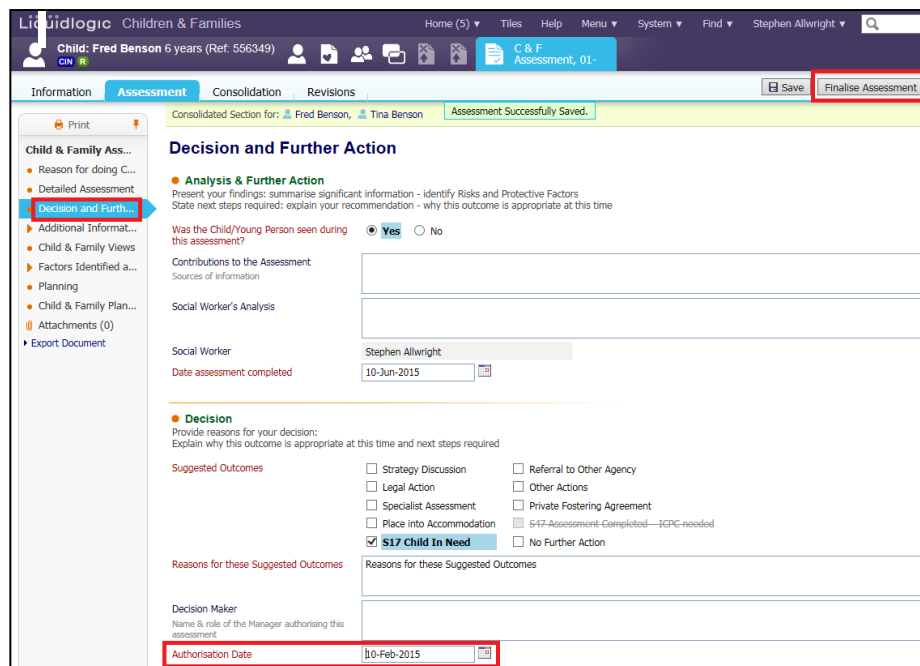 Liquidlogic Children & Families Home (5) ▾ Tiles Help Menu ▾ System ▾ Find ▾ Stephen Allwright ▾
Child: Fred Benson 6 years (Ref: 556349)
CIN R
C & F
Assessment, 01-
Information Assessment Consolidation Revisions Save Finalise Assessment
Print
Consolidated Section for: Fred Benson, Tina Benson Assessment Successfully Saved.
Child & Family Ass...
Reason for doing C...
Detailed Assessment
Decision and Furth...
Additional Informat...
Child & Family Views
Factors Identified a...
Planning
Child & Family Plan...
Attachments (0)
Export Document
Decision and Further Action
Analysis & Further Action
Present your findings: summarise significant information - identify Risks and Protective Factors
State next steps required: explain your recommendation - why this outcome is appropriate at this time
Was the Child/Young Person seen during Yes No
this assessment?
Contributions to the Assessment
Sources of information
Social Worker's Analysis
Social Worker Stephen Allwright
Date assessment completed 10-Jun-2015
Decision
Provide reasons for your decision:
Explain why this outcome is appropriate at this time and next steps required
Suggested Outcomes Strategy Discussion Referral to Other Agency
Legal Action Other Actions
Specialist Assessment Private Fostering Agreement
Place into Accommodation S47 Assessment Completed - ICPC needed
S17 Child In Need No Further Action
Reasons for these Suggested Outcomes Reasons for these Suggested Outcomes
Decision Maker
Name & role of the Manager authorising this
assessment
Authorisation Date 10-Feb-2015